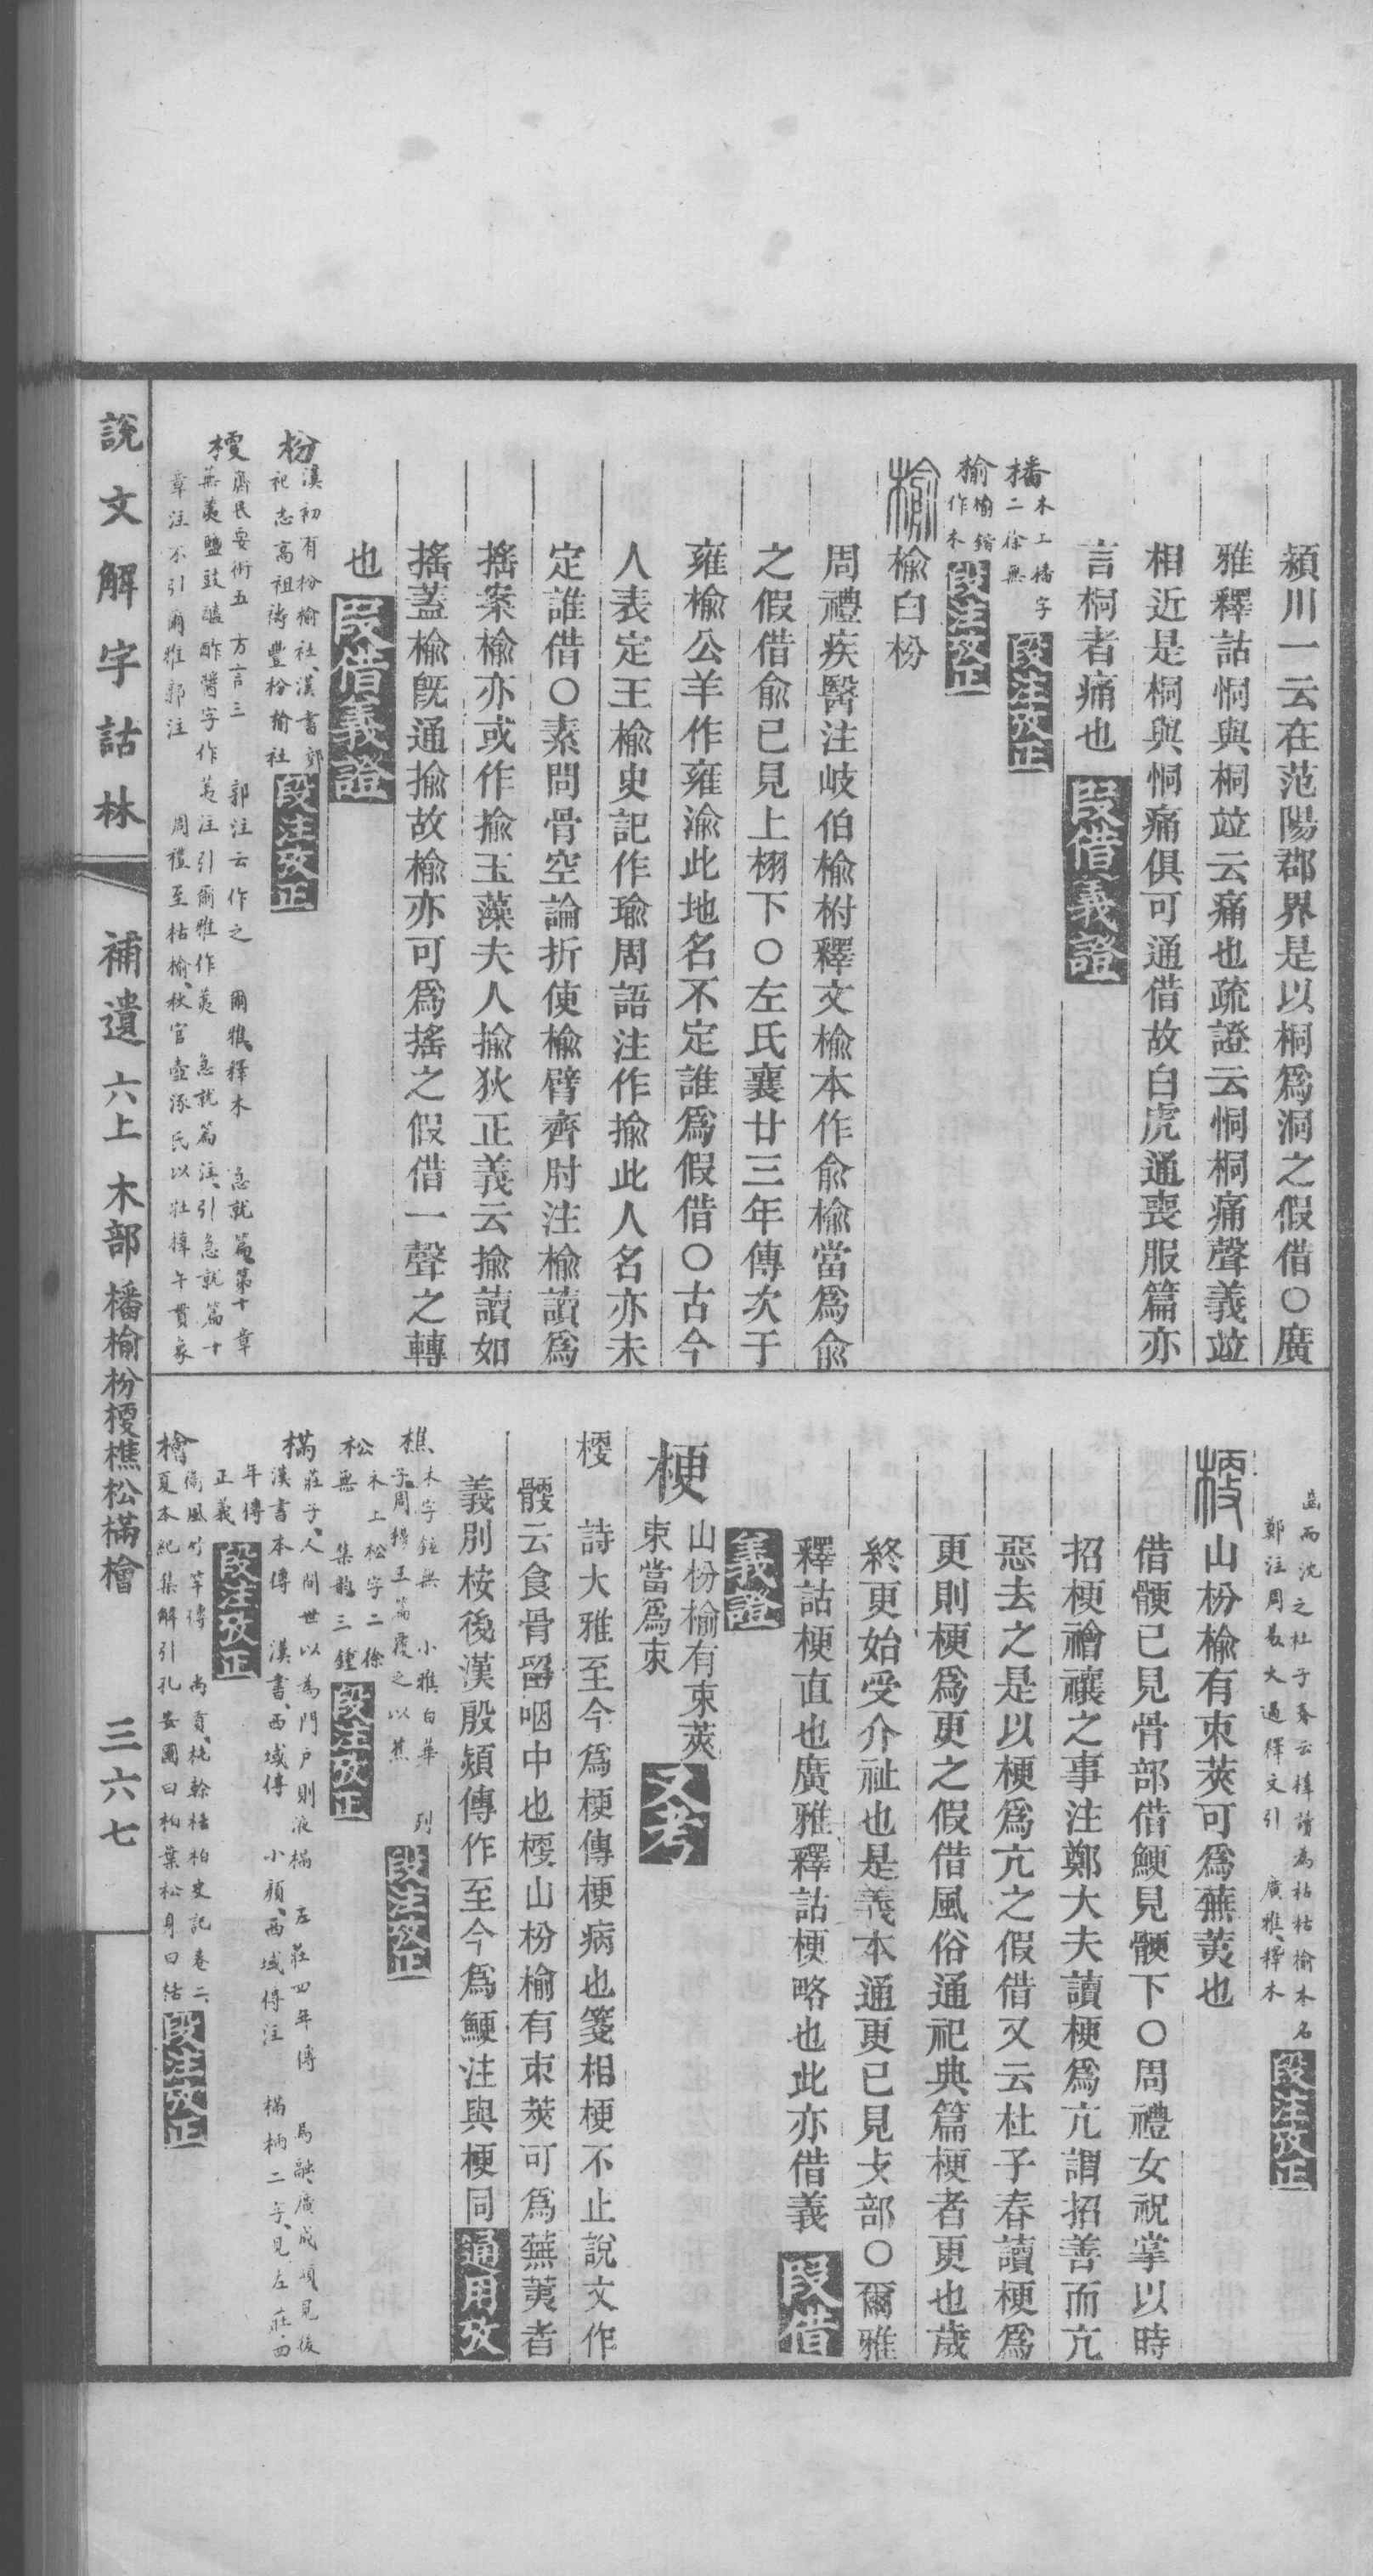 潁川一云在范陽郡界是以桐爲洞之假借○廣
雅釋詁恫與桐竝云痛也疏證云恫桐痛聲義竝
相近是桐與恫痛俱可通借故白虎通喪服篇亦
言桐者痛也 叚借義證
橎木上橎字
二徐無 段注攷正
榆榆鍇
作木 段注攷正
榆 榆白枌
周禮疾醫注岐伯榆柎釋文榆本作俞榆當爲俞
之假借俞已見上栩下○左氏襄廿三年傳次于
雍榆公羊作雍渝此地名不定誰爲假借○古今
人表定王榆史記作瑜周語注作揄此人名亦未
定誰借○素問骨空論折使榆臂齊肘注榆讀爲
搖案榆亦或作揄玉藻夫人揄狄正義云揄讀如
搖蓋榆旣通揄故榆亦可爲搖之假借一聲之轉
也 叚借義證
枌漢初有枌榆社、漢書郊
祀志高祖禱豐枌榆社 段注攷正
梗齊民要術五 方言三 郭注云作之 爾雅、釋木 急就篇、第十章
蕪荑鹽豉醯酢醬字作荑注引爾雅作荑 急就篇注、引急就篇十
章注不引爾雅郭注 周禮至枯榆、秋官壺涿氏以牡橭午貫象
齒而沈之杜子春云橭讀爲枯枯榆木名
鄭注周易大過釋文引 廣雅、釋木 段注攷正
梗 山枌榆有朿莢可爲蕪荑也
借骾已見骨部借鯁見骾下○周禮女祝掌以時
招梗禬禳之事注鄭大夫讀梗爲亢謂招善而亢
惡去之是以梗爲亢之假借又云杜子春讀梗爲
更則梗爲更之假借風俗通祀典篇梗者更也歲
終更始受介祉也是義本通更已見攴部○爾雅
釋詁梗直也廣雅釋詁梗略也此亦借義 叚借
義證
梗 山枌榆有束莢
束當爲朿 又考
梗 詩大雅至今爲梗傳梗病也箋相梗不止說文作
骾云食骨留咽中也梗山枌榆有朿莢可爲蕪荑者
義別桉後漢殷熲傳作至今爲鯁注與梗同 通用攷
樵木字鍇無 小雅白華 列
子、周穆王篇覆之以蕉 段注攷正
松木上松字二徐
無 集韵三鍾 段注攷正
樠莊子、人間世以爲門户則液樠 左莊四年傳 馬融廣成頌見後
漢書本傳 漢書、西域傳 小顏、西域傳注 樠柄二字、見左莊四
年傳
正義 段注攷正
檜衞風竹竿傳 尚貢、杶榦栝柏史記卷二、
夏本紀集解引孔安國曰柏葉松身曰栝 段注攷正
說文解字詁林 補遺六上 木部 橎榆枌梗樵松樠檜 三六七